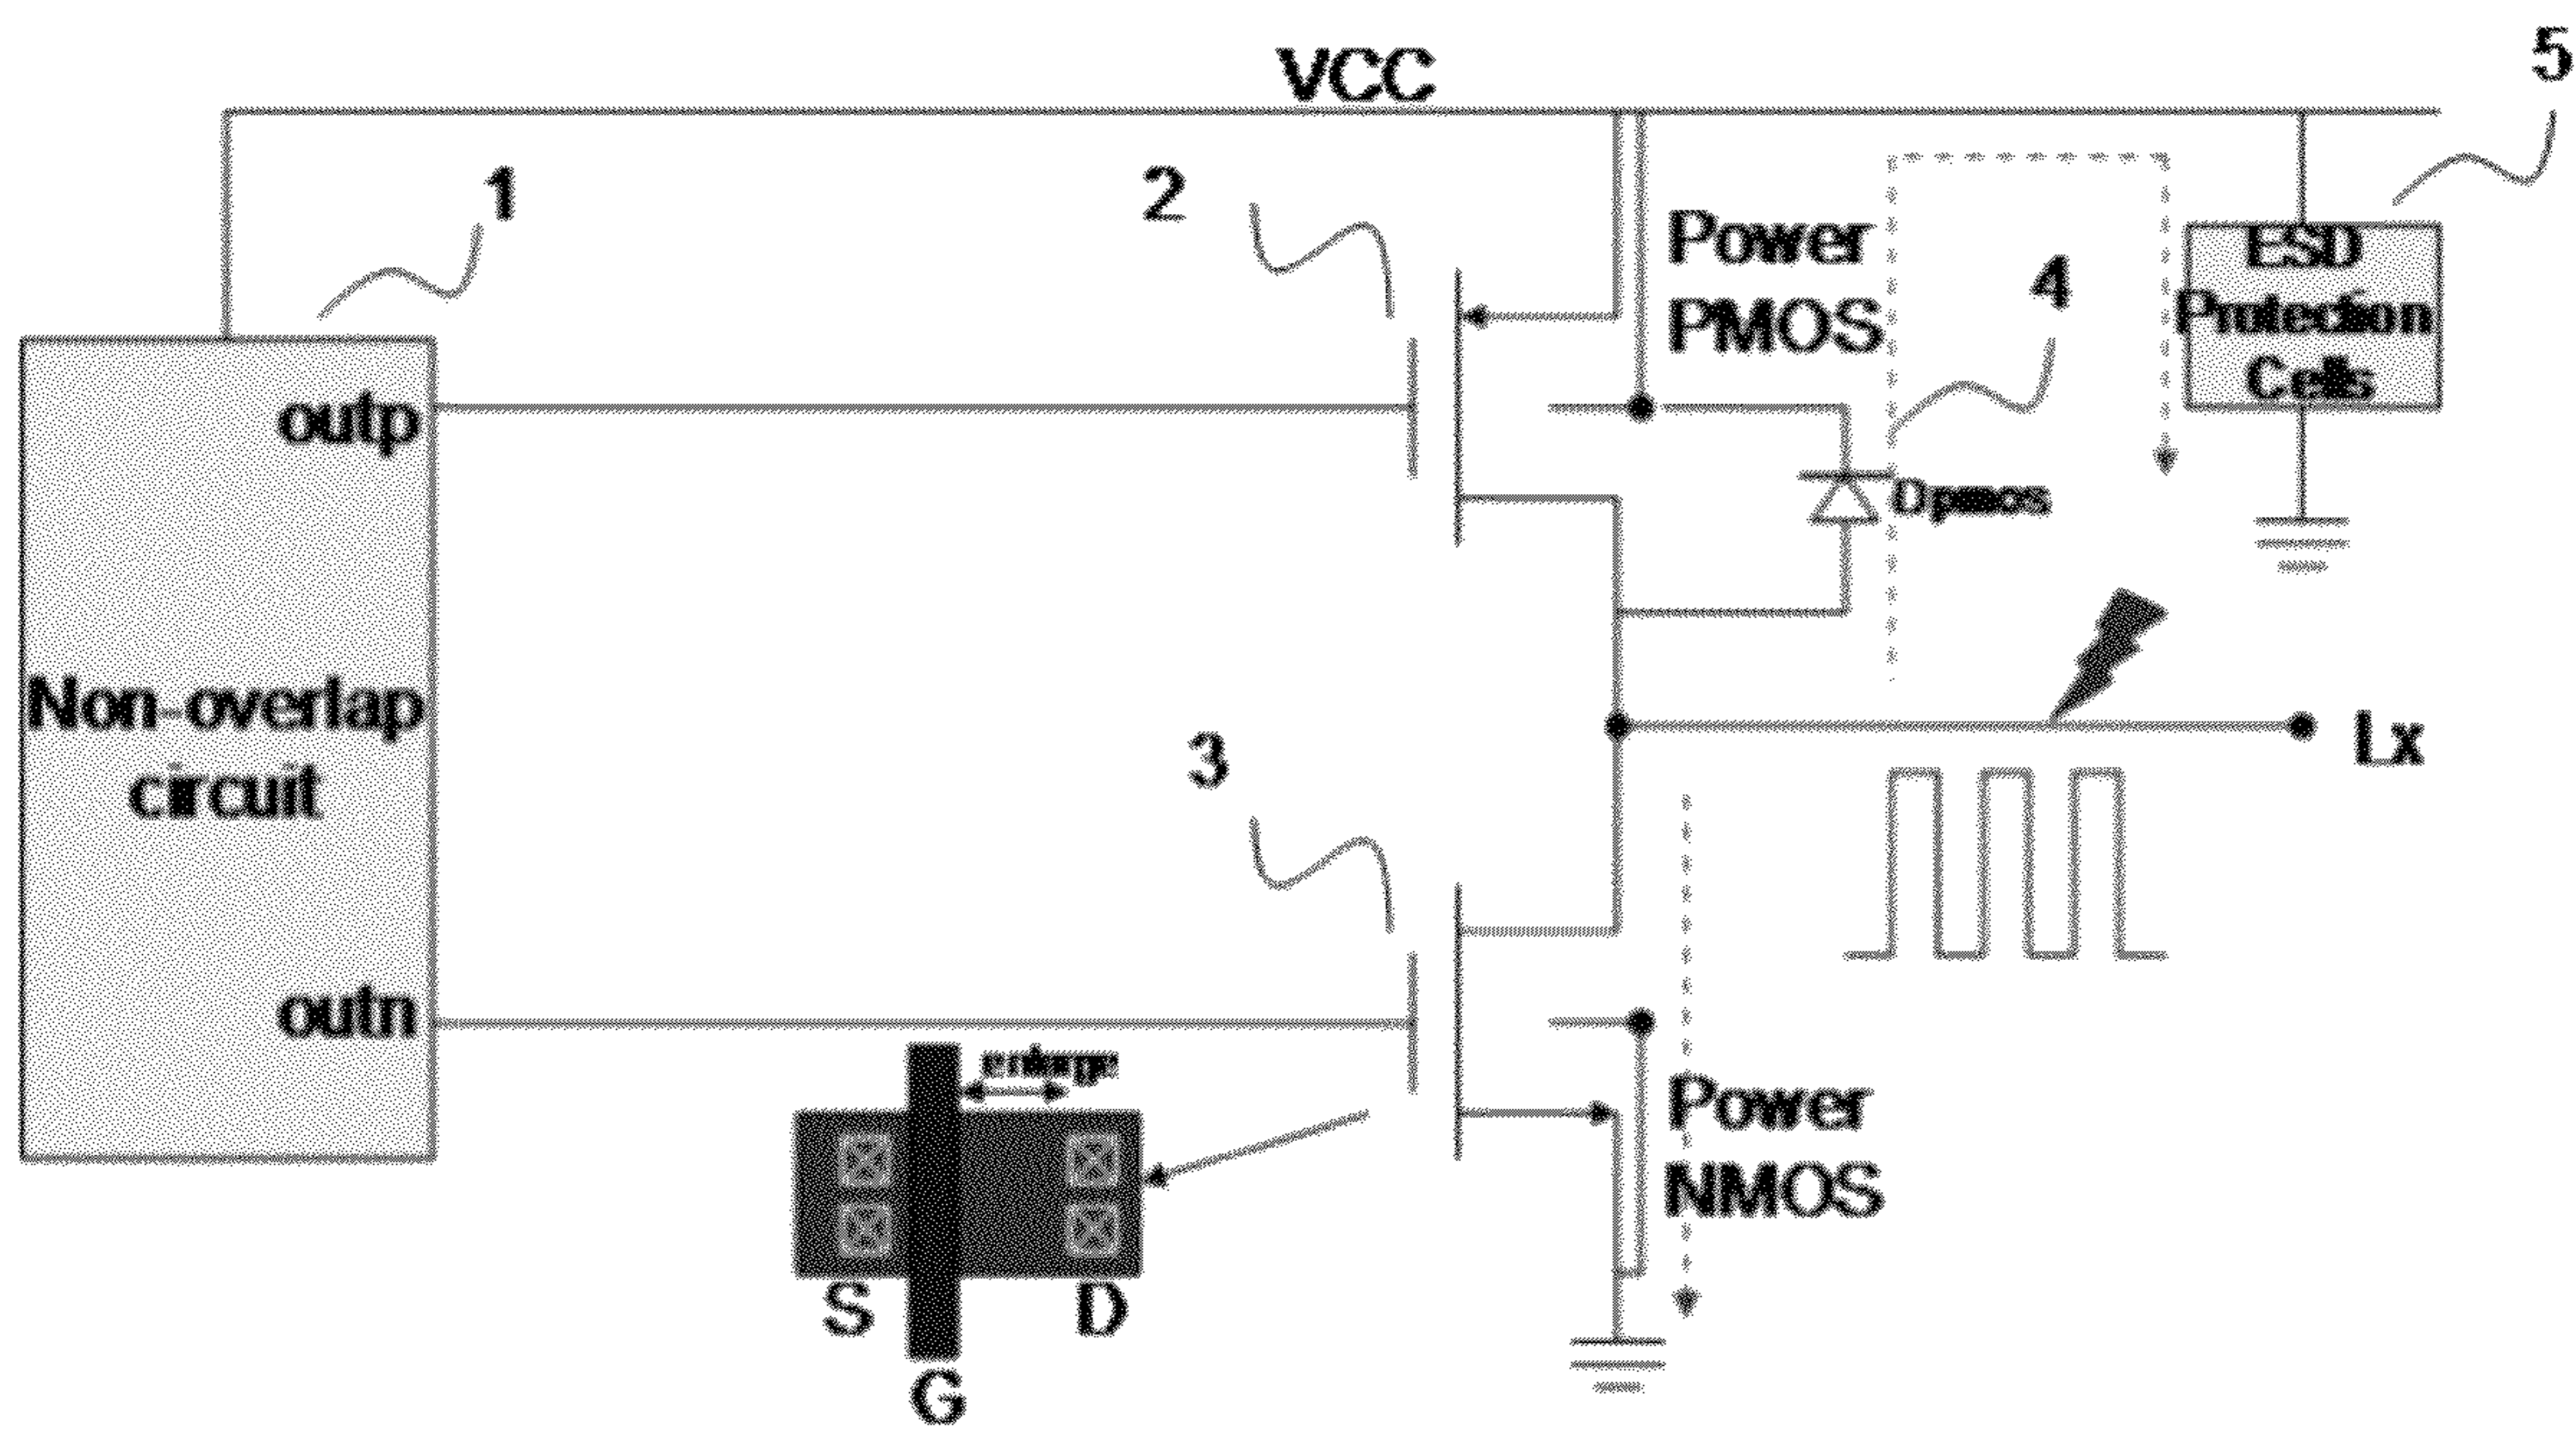 VCC
5
1
2
Power
PMOS
4
ESD
Protection
Cells
outp
Dpmos
Non-overlap
circuit
Lx
3
outn
enlarge
Power
NMOS
S
D
G